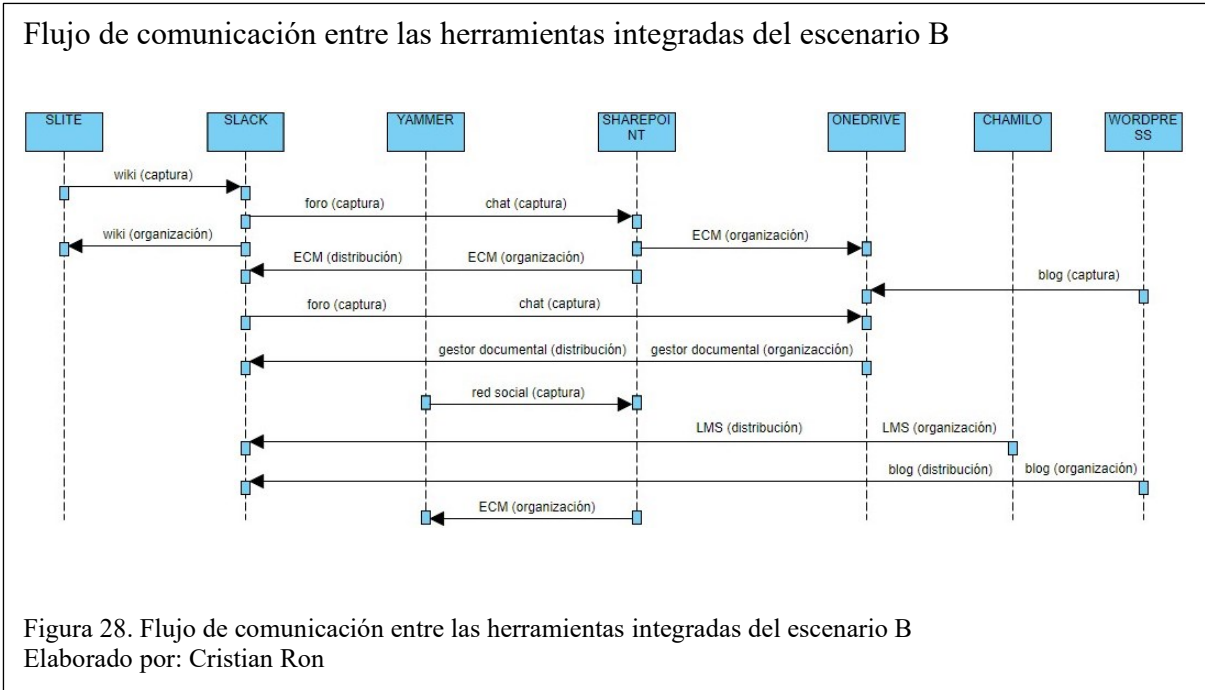 Flujo de comunicación entre las herramientas integradas del escenario B
SLITE
SLACK
YAMMER
SHAREPOI
NT
ONEDRIVE
CHAMILO
WORDPRE
SS
wiki (captura)
foro (captura)
chat (captura)
wiki (organización)
ECM (organización)
ECM (distribución)
ECM (organización)
blog (captura)
foro (captura)
chat (captura)
gestor documental (distribución)
gestor documental (organizacción)
red social (captura)
LMS (distribución)
LMS (organización)
blog (distribución)
blog (organización)
ECM (organización)
Figura 28. Flujo de comunicación entre las herramientas integradas del escenario B
Elaborado por: Cristian Ron